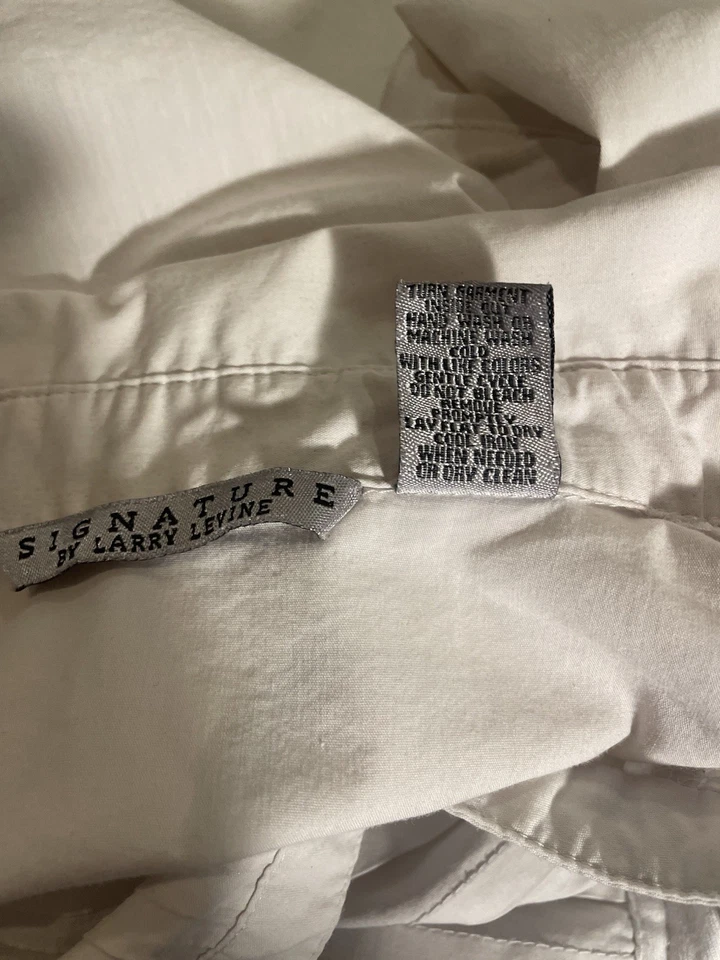 TURN GARMENT
INSIDE OUT
HAND WASH OR
MACHINE WASH
COLD
WITH LIKE COLORS
GENTLE CYCLE
DO NOT BLEACH
REMOVE
PROMPTLY
LAY FLAT TO DRY
COOL IRON
WHEN NEEDED
OR DRY CLEAN
SIGNATURE
BY LARRY LEVINE